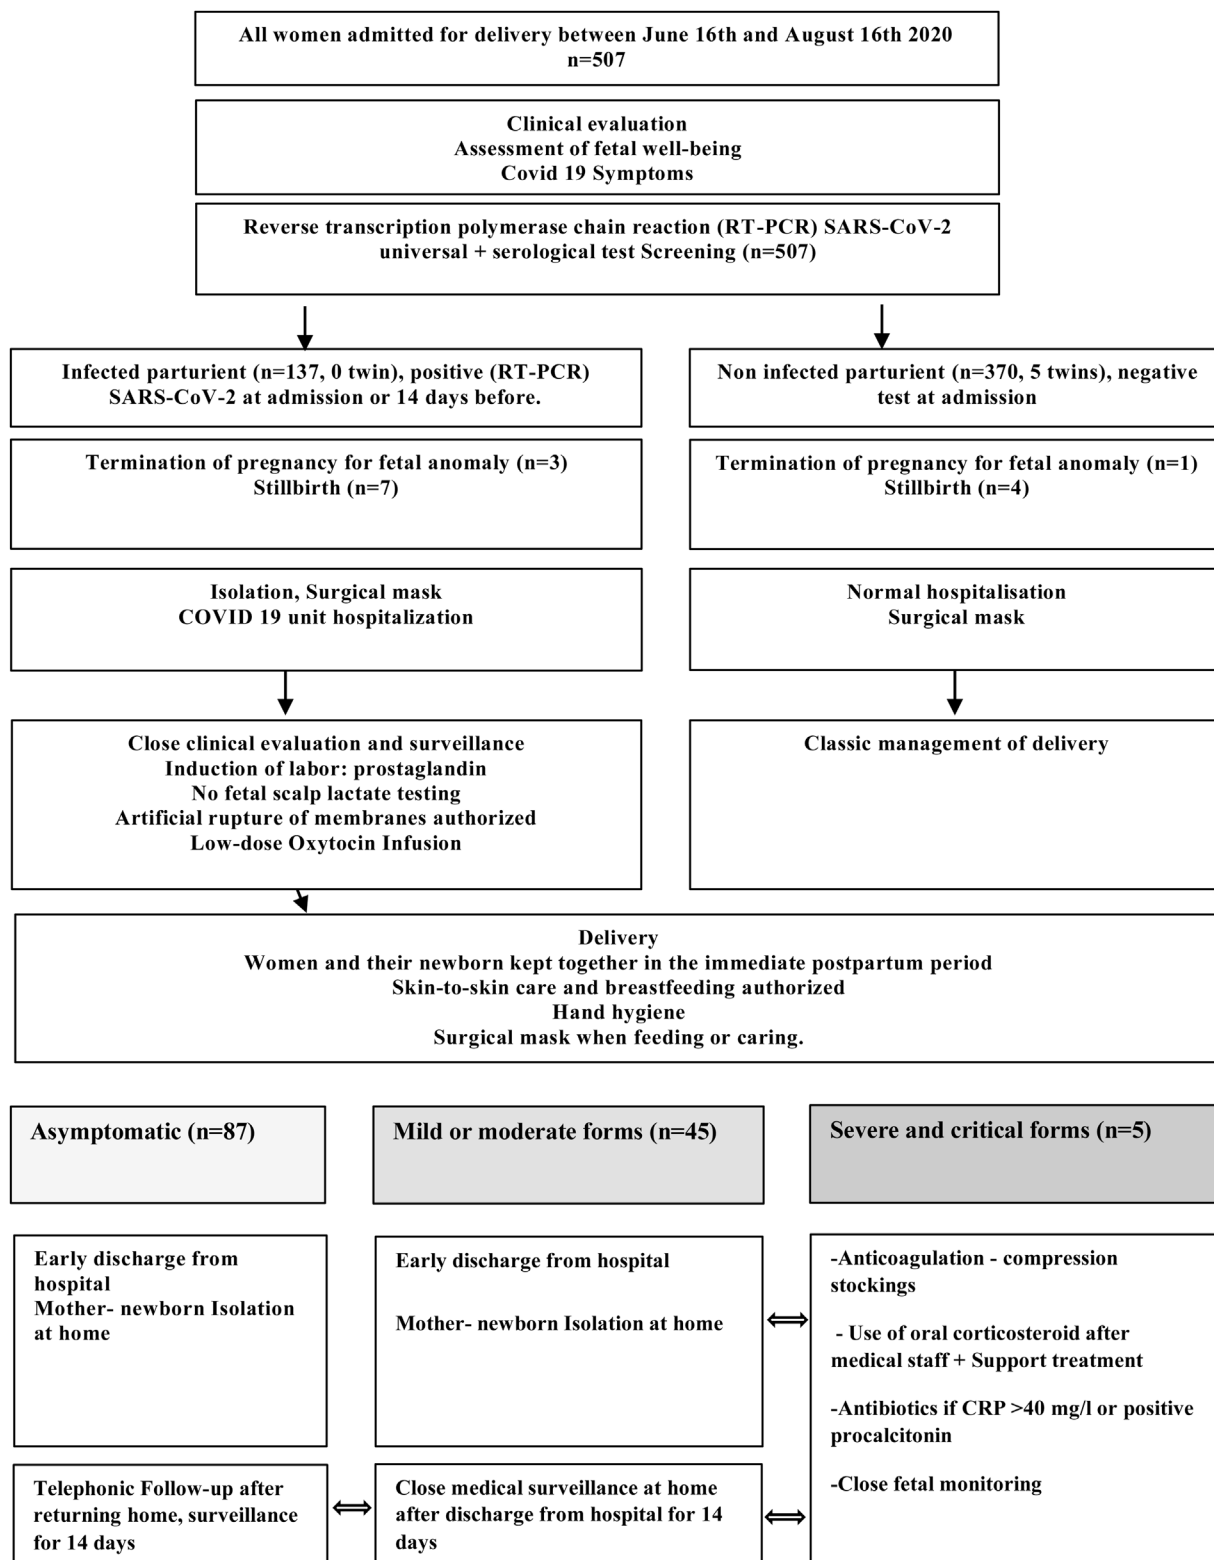 All women admitted for delivery between June 16th and August 16th 2020
n=507
Clinical evaluation
Assessment of fetal well-being
Covid 19 Symptoms
Reverse transcription polymerase chain reaction (RT-PCR) SARS-CoV-2
universal + serological test Screening (n=507)
Infected parturient (n=137, 0 twin), positive (RT-PCR)
SARS-CoV-2 at admission or 14 days before.
Non infected parturient (n=370, 5 twins), negative
test at admission
Termination of pregnancy for fetal anomaly (n=3)
Stillbirth (n=7)
Termination of pregnancy for fetal anomaly (n=1)
Stillbirth (n=4)
Isolation, Surgical mask
COVID 19 unit hospitalization
Normal hospitalisation
Surgical mask
Close clinical evaluation and surveillance
Induction of labor: prostaglandin
No fetal scalp lactate testing
Artificial rupture of membranes authorized
Low-dose Oxytocin Infusion
Classic management of delivery
Delivery
Women and their newborn kept together in the immediate postpartum period
Skin-to-skin care and breastfeeding authorized
Hand hygiene
Surgical mask when feeding or caring.
Asymptomatic (n=87)
Mild or moderate forms (n=45)
Severe and critical forms (n=5)
Early discharge from
hospital
Mother- newborn Isolation
at home
Early discharge from hospital
Mother- newborn Isolation at home
-Anticoagulation - compression
stockings
- Use of oral corticosteroid after
medical staff + Support treatment
-Antibiotics if CRP >40 mg/l or positive
procalcitonin
-Close fetal monitoring
Telephonic Follow-up after
returning home, surveillance
for 14 days
Close medical surveillance at home
after discharge from hospital for 14
days